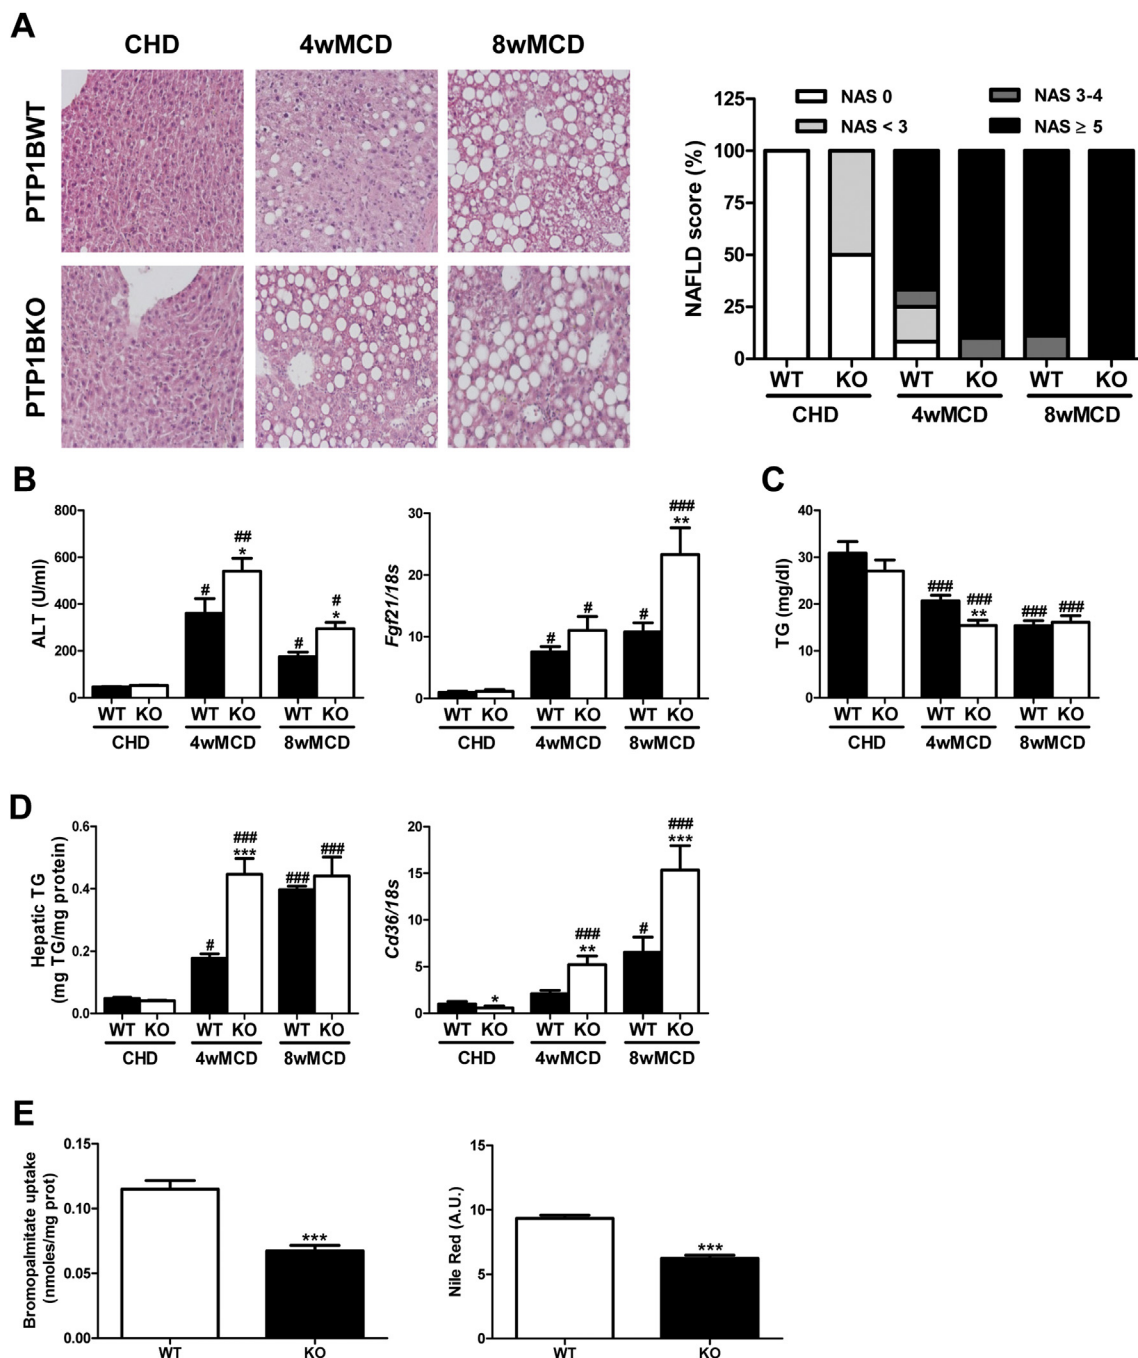 A
CHD 4wMCD 8wMCD
PTP1BWT
PTP1BKO
NAFLD score (%)
NAS 0 NAS 3-4
NAS < 3 NAS ≥ 5
125
100
75
50
25
0
WT KO WT KO WT KO
CHD 4wMCD 8wMCD
B
ALT (U/ml)
800
600
400
200
0
# ## * # # *
WT KO WT KO WT KO
CHD 4wMCD 8wMCD
Fgf21/18s
30
20
10
0
# # # ### **
WT KO WT KO WT KO
CHD 4wMCD 8wMCD
C
TG (mg/dl)
40
30
20
10
0
### ### ** ### ###
WT KO WT KO WT KO
CHD 4wMCD 8wMCD
D
Hepatic TG
(mg TG/mg protein)
0.6
0.4
0.2
0.0
# ### *** ### ###
WT KO WT KO WT KO
CHD 4wMCD 8wMCD
Cd36/18s
20
15
10
5
0
* ### ** # ### ***
WT KO WT KO WT KO
CHD 4wMCD 8wMCD
E
Bromopalmitate uptake
(nmoles/mg prot)
0.15
0.10
0.05
0.00
***
WT KO
Nile Red (A.U.)
15
10
5
0
***
WT KO